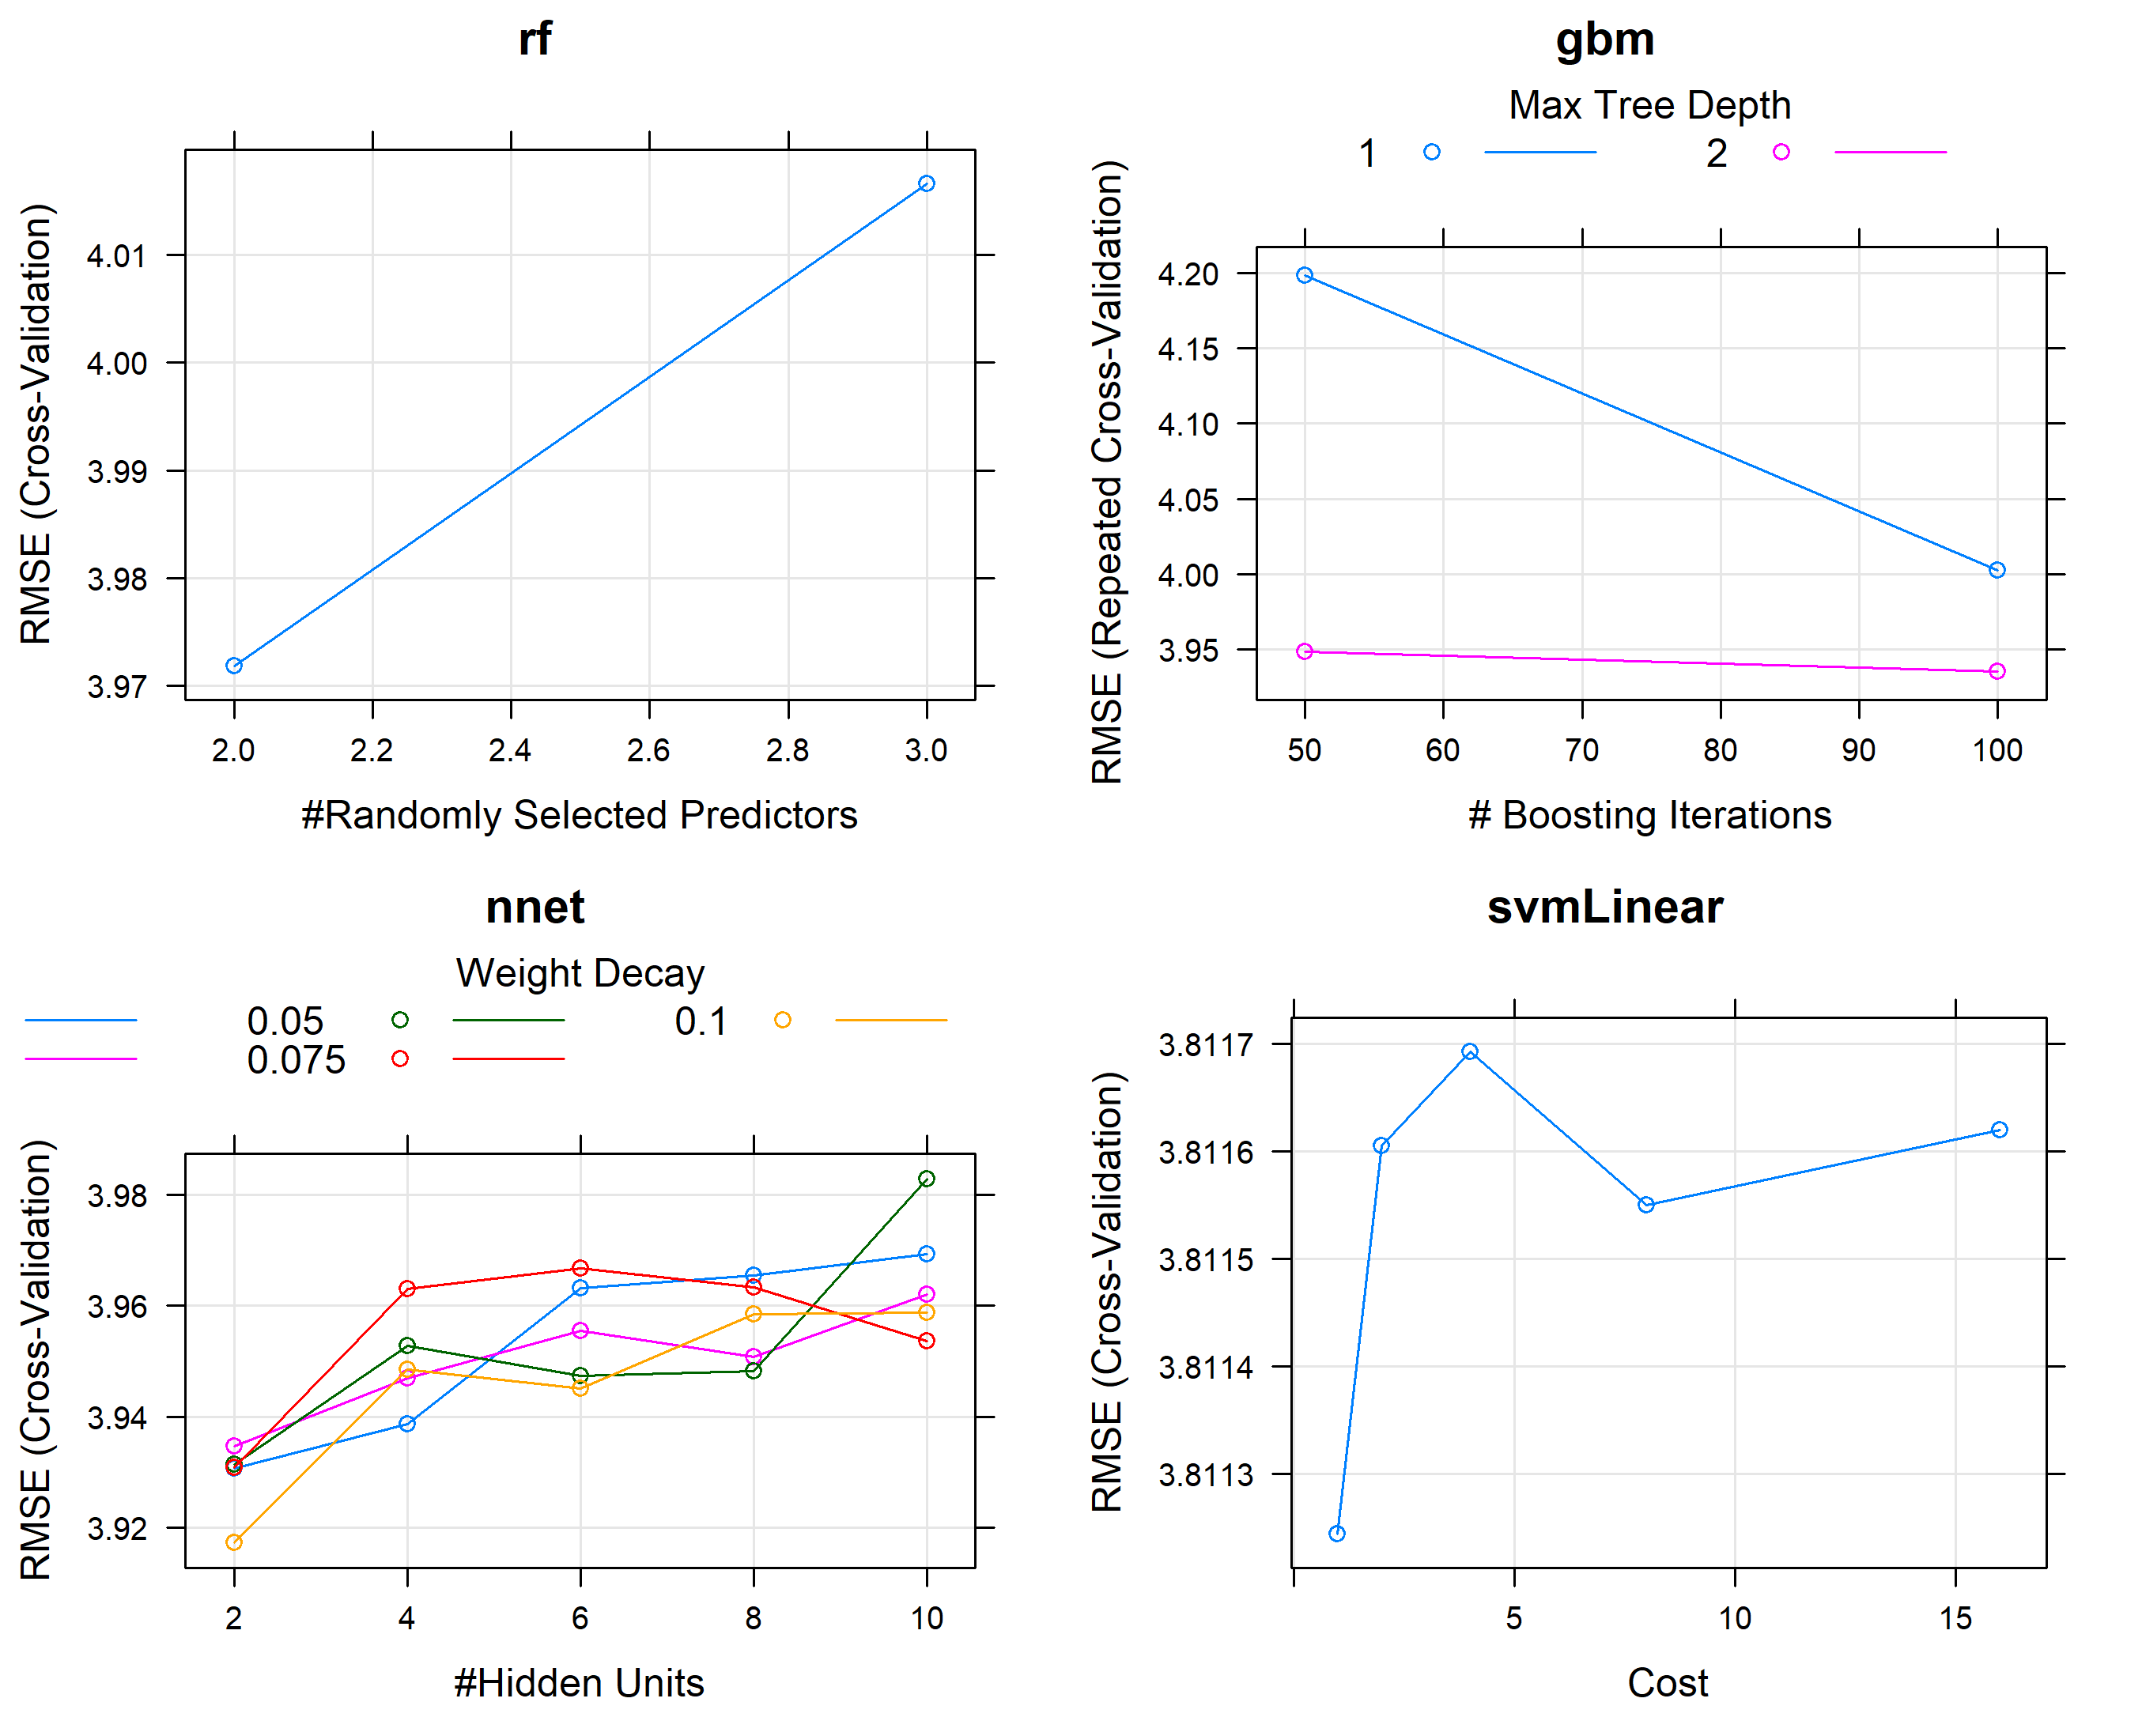 rf
RMSE (Cross-Validation)
4.01
4.00
3.99
3.98
3.97
2.0 2.2 2.4 2.6 2.8 3.0
#Randomly Selected Predictors
gbm
Max Tree Depth
1 2
RMSE (Repeated Cross-Validation)
4.20
4.15
4.10
4.05
4.00
3.95
50 60 70 80 90 100
# Boosting Iterations
nnet
Weight Decay
0.05 0.1
0.075
RMSE (Cross-Validation)
3.98
3.96
3.94
3.92
2 4 6 8 10
#Hidden Units
svmLinear
RMSE (Cross-Validation)
3.8117
3.8116
3.8115
3.8114
3.8113
5 10 15
Cost